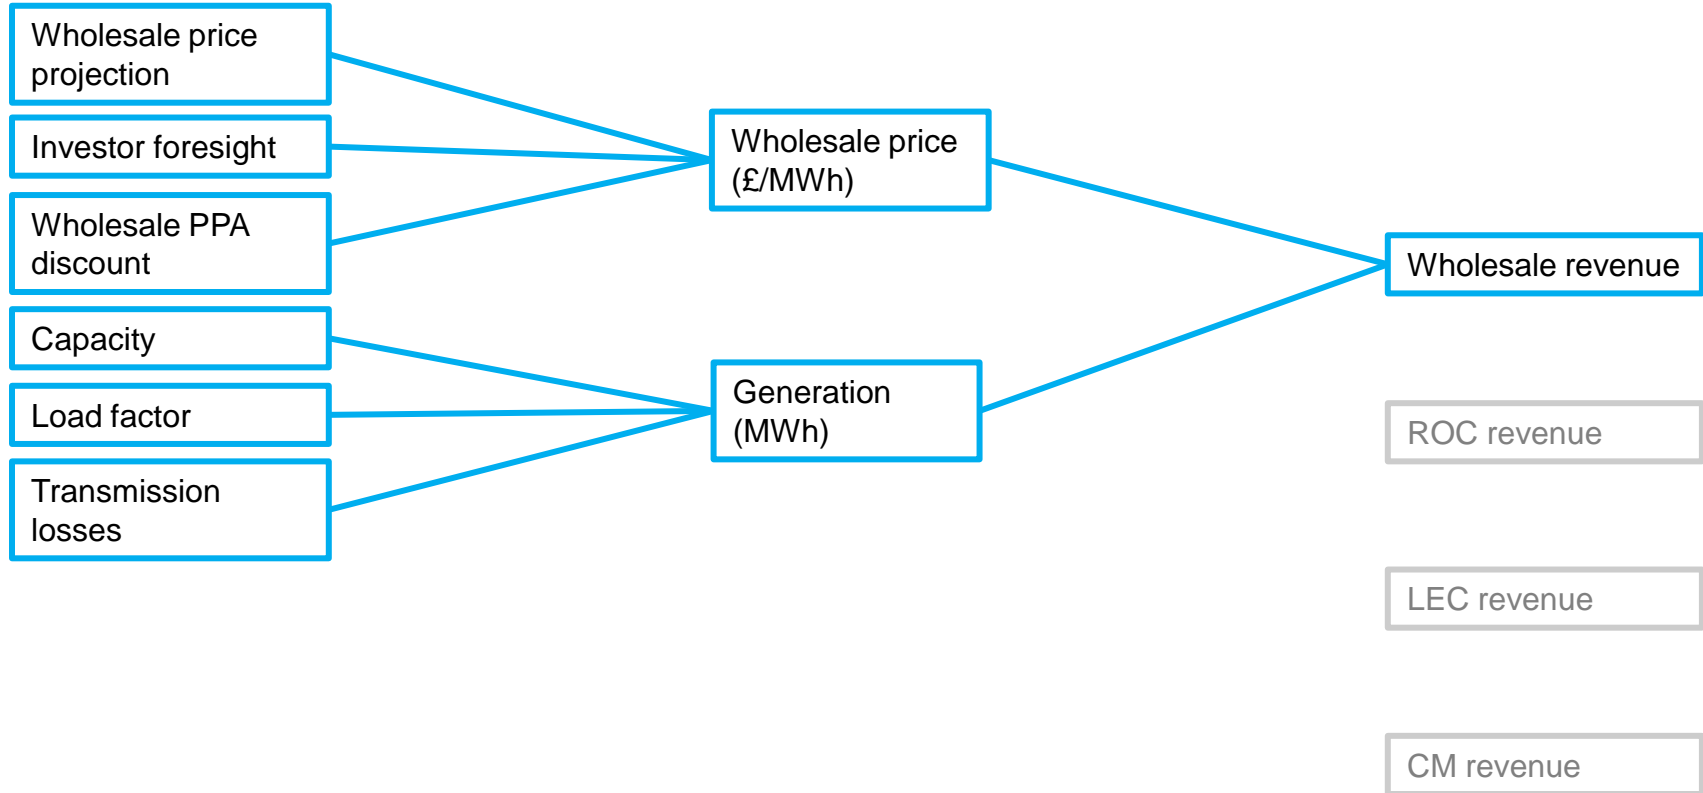 Wholesale price
projection
Investor foresight
Wholesale PPA
discount
Capacity
Load factor
Transmission
losses
Wholesale price
(£/MWh)
Generation
(MWh)
Wholesale revenue
ROC revenue
LEC revenue
CM revenue